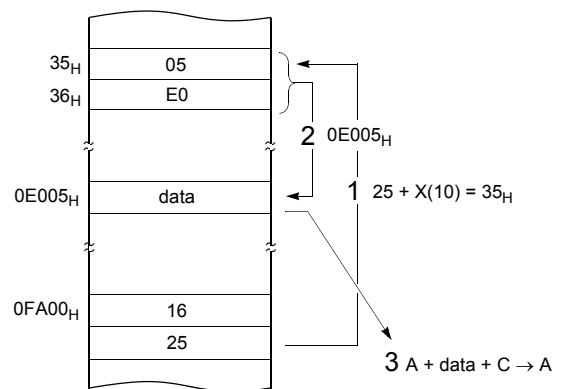 35H 05
36H E0
2 0E005H
0E005H data
1 25 + X(10) = 35H
0FA00H 16
25
3 A + data + C → A